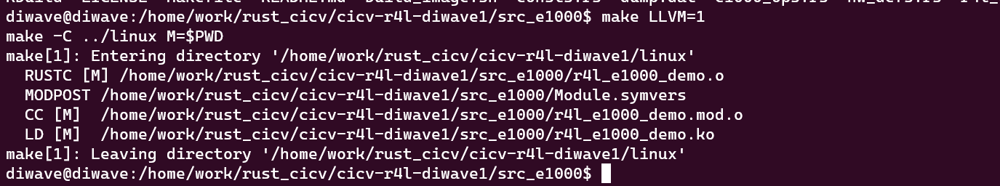 diwave@diwave:/home/work/rust_cicv/cicv-r4l-diwave1/src_e1000$ make LLVM=1
make -C ../linux M=$PWD
make[1]: Entering directory '/home/work/rust_cicv/cicv-r4l-diwave1/linux'
  RUSTC [M] /home/work/rust_cicv/cicv-r4l-diwave1/src_e1000/r4l_e1000_demo.o
  MODPOST /home/work/rust_cicv/cicv-r4l-diwave1/src_e1000/Module.symvers
  CC [M]  /home/work/rust_cicv/cicv-r4l-diwave1/src_e1000/r4l_e1000_demo.mod.o
  LD [M]  /home/work/rust_cicv/cicv-r4l-diwave1/src_e1000/r4l_e1000_demo.ko
make[1]: Leaving directory '/home/work/rust_cicv/cicv-r4l-diwave1/linux'
diwave@diwave:/home/work/rust_cicv/cicv-r4l-diwave1/src_e1000$